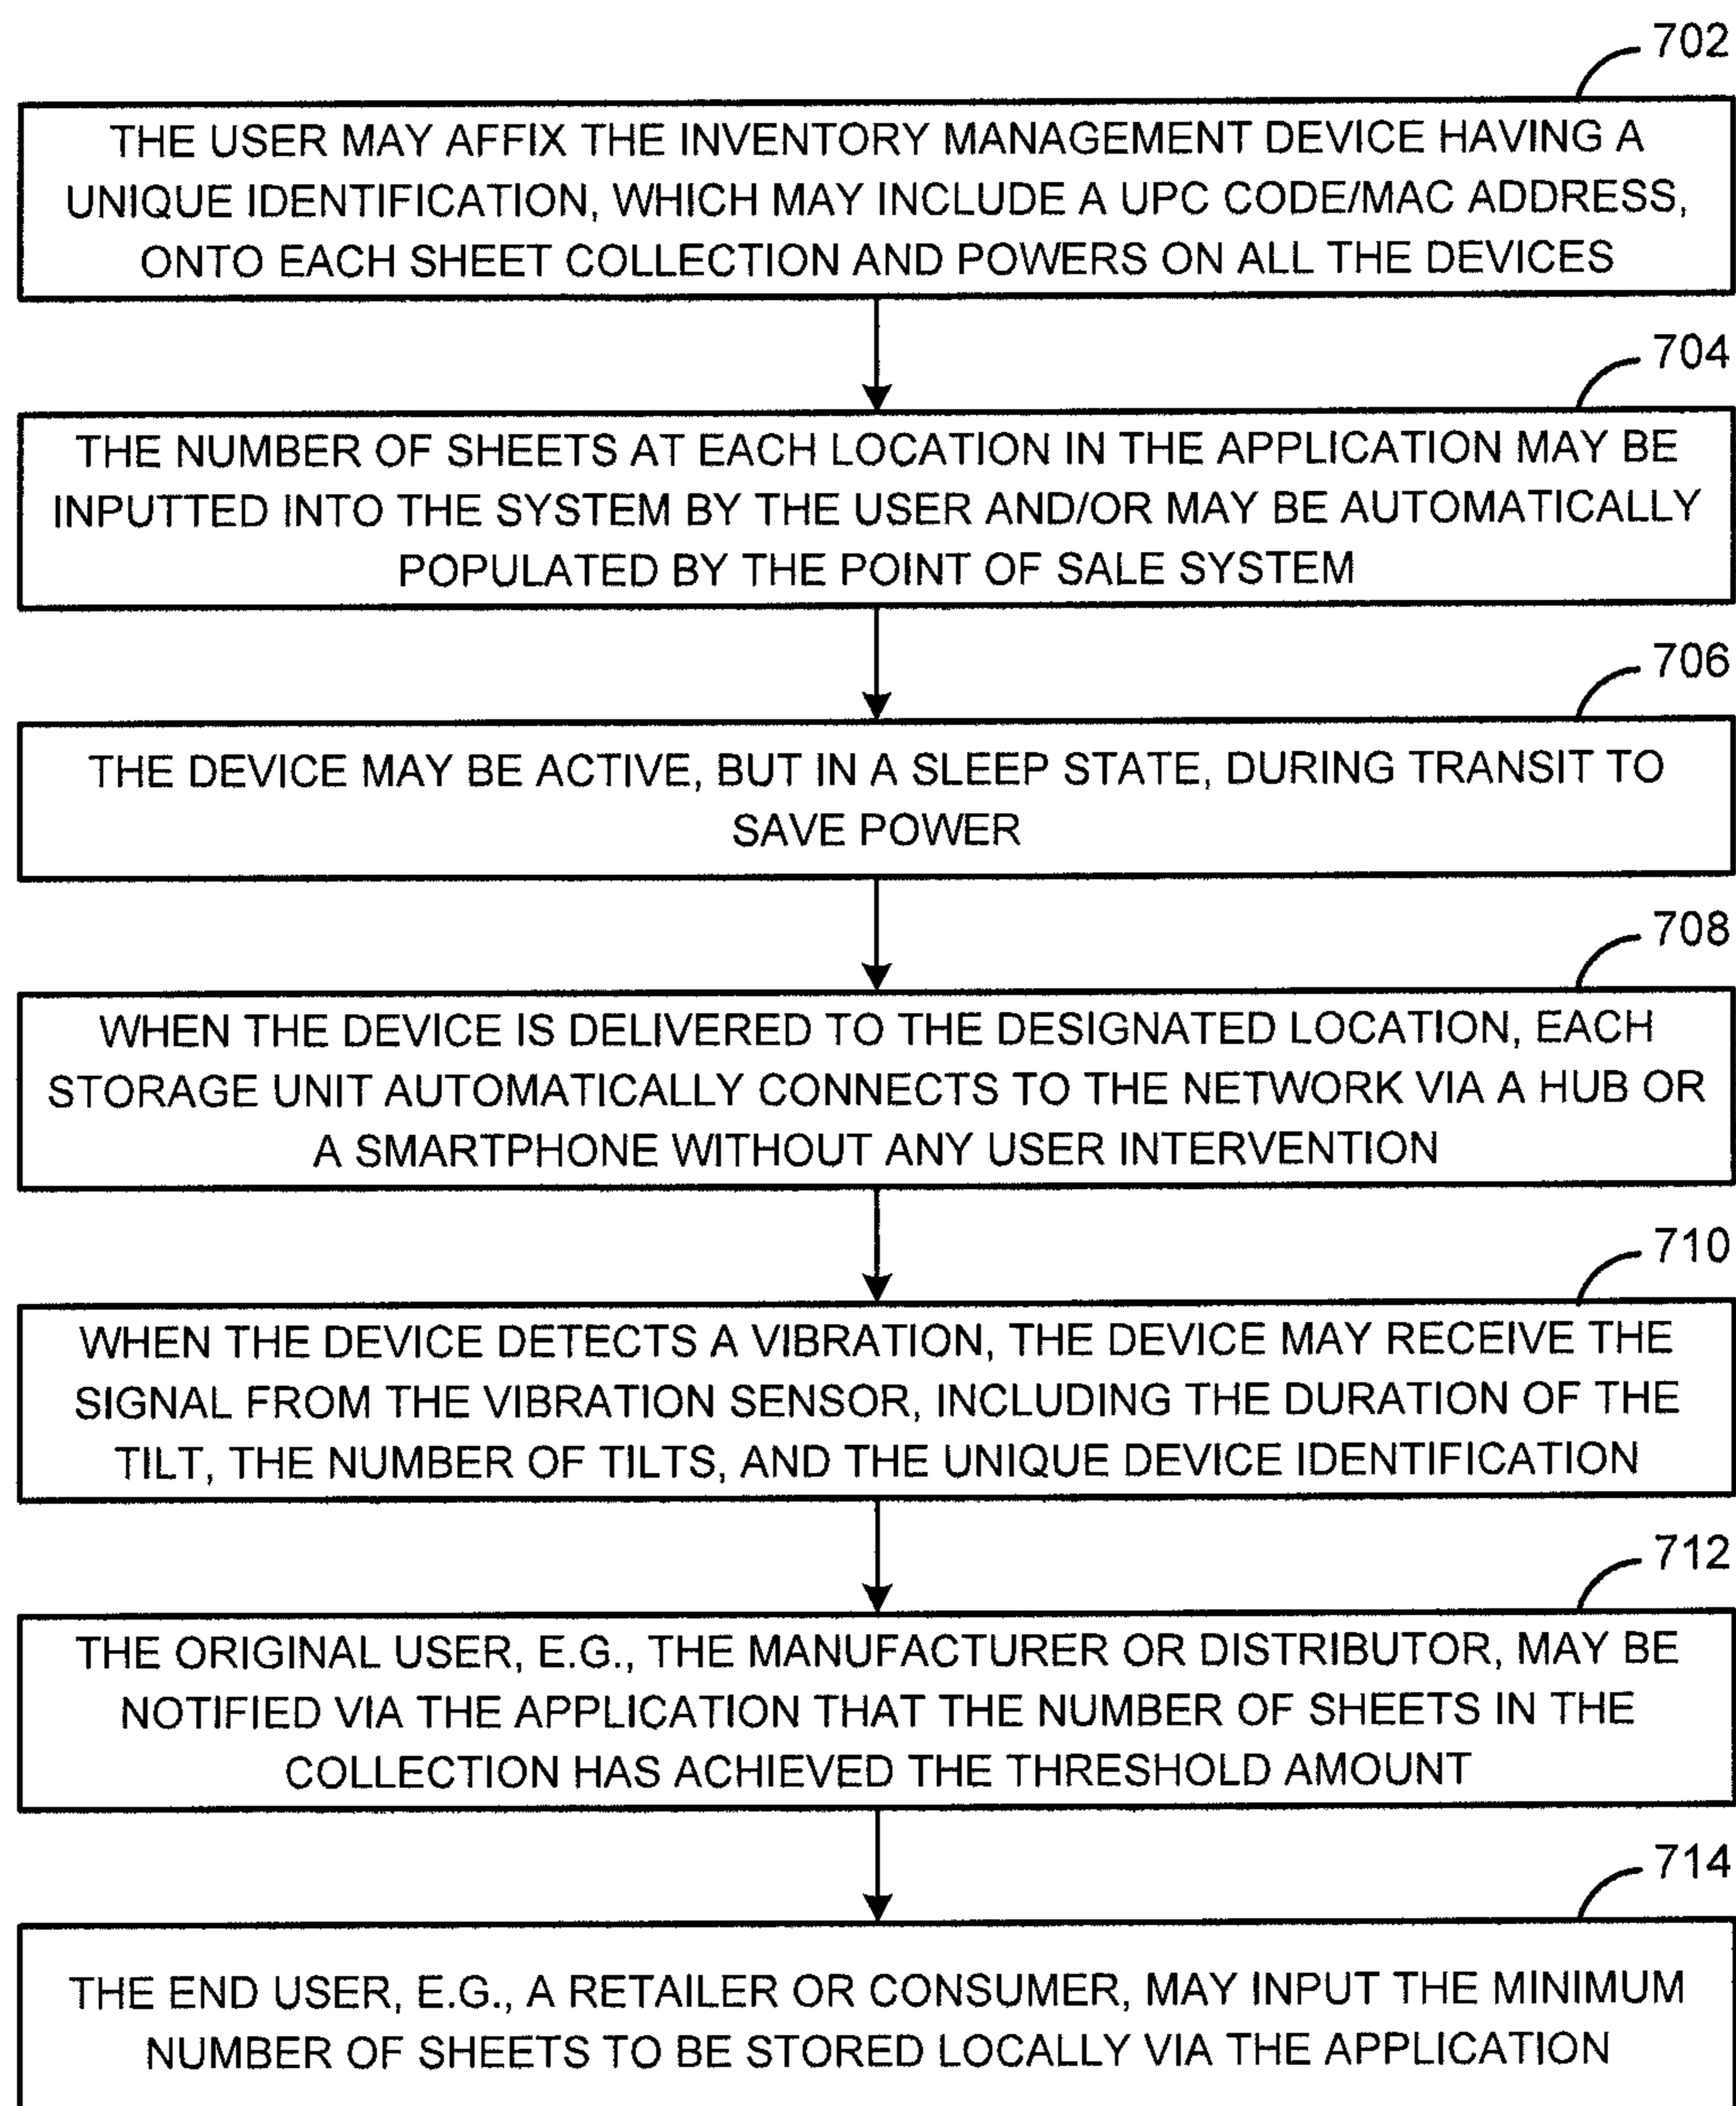 702
THE USER MAY AFFIX THE INVENTORY MANAGEMENT DEVICE HAVING A
UNIQUE IDENTIFICATION, WHICH MAY INCLUDE A UPC CODE/MAC ADDRESS,
ONTO EACH SHEET COLLECTION AND POWERS ON ALL THE DEVICES
704
THE NUMBER OF SHEETS AT EACH LOCATION IN THE APPLICATION MAY BE
INPUTTED INTO THE SYSTEM BY THE USER AND/OR MAY BE AUTOMATICALLY
POPULATED BY THE POINT OF SALE SYSTEM
706
THE DEVICE MAY BE ACTIVE, BUT IN A SLEEP STATE, DURING TRANSIT TO
SAVE POWER
708
WHEN THE DEVICE IS DELIVERED TO THE DESIGNATED LOCATION, EACH
STORAGE UNIT AUTOMATICALLY CONNECTS TO THE NETWORK VIA A HUB OR
A SMARTPHONE WITHOUT ANY USER INTERVENTION
710
WHEN THE DEVICE DETECTS A VIBRATION, THE DEVICE MAY RECEIVE THE
SIGNAL FROM THE VIBRATION SENSOR, INCLUDING THE DURATION OF THE
TILT, THE NUMBER OF TILTS, AND THE UNIQUE DEVICE IDENTIFICATION
712
THE ORIGINAL USER, E.G., THE MANUFACTURER OR DISTRIBUTOR, MAY BE
NOTIFIED VIA THE APPLICATION THAT THE NUMBER OF SHEETS IN THE
COLLECTION HAS ACHIEVED THE THRESHOLD AMOUNT
714
THE END USER, E.G., A RETAILER OR CONSUMER, MAY INPUT THE MINIMUM
NUMBER OF SHEETS TO BE STORED LOCALLY VIA THE APPLICATION